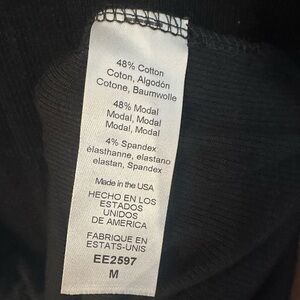 48% Cotton
Coton, Algodón
Cotone, Baumwolle
48% Modal
Modal, Modal
Modal, Modal
4% Spandex
élasthanne, elastano
elastan, Spandex
Made in the USA
HECHO EN LOS
ESTADOS
UNIDOS
DE AMERICA
FABRIQUE EN
ESTATS-UNIS
EE2597
M